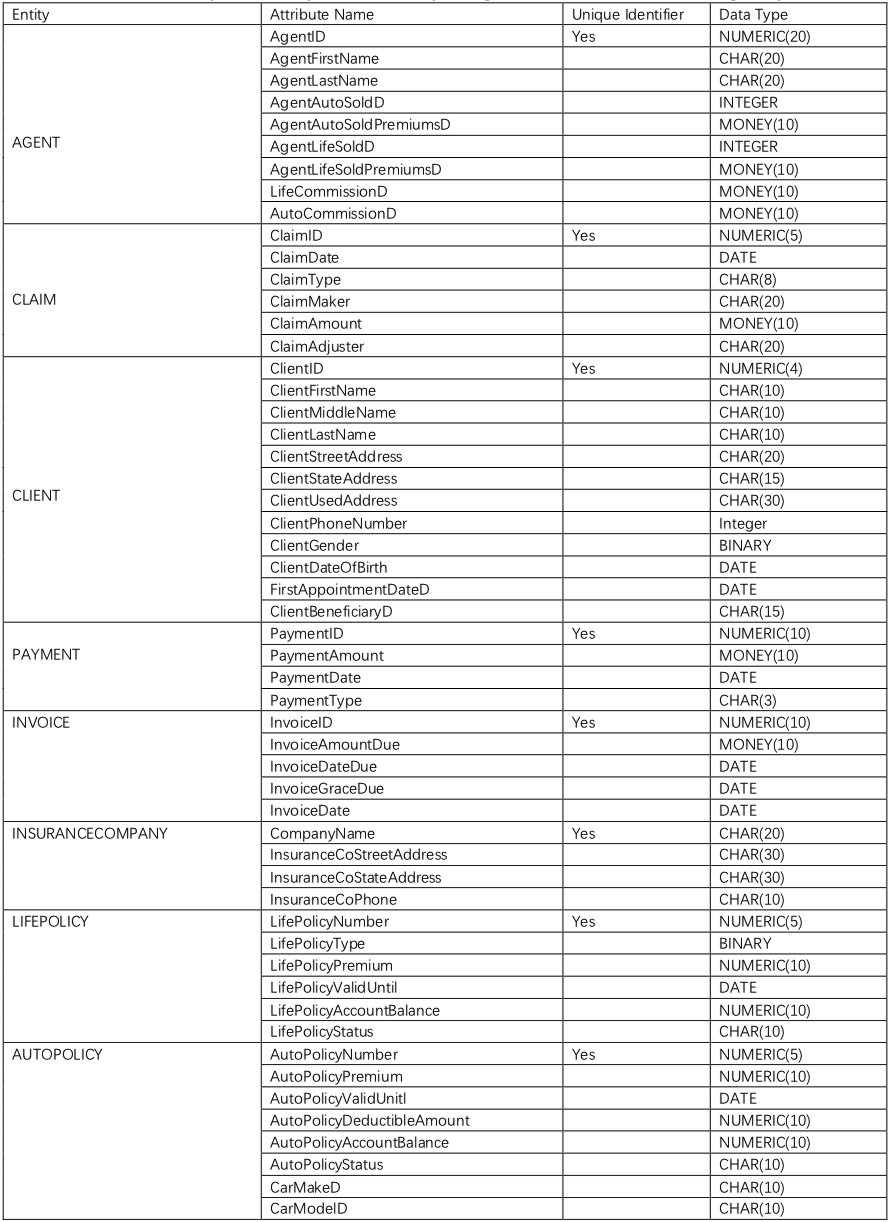 Entity Attribute Name Unique Identifier Data Type
AGENT AgentID Yes NUMERIC(20)
AgentFirstName CHAR(20)
AgentLastName CHAR(20)
AgentAutoSoldD INTEGER
AgentAutoSoldPremiumsD MONEY(10)
AgentLifeSoldD INTEGER
AgentLifeSoldPremiumsD MONEY(10)
LifeCommissionD MONEY(10)
AutoCommissionD MONEY(10)
CLAIM ClaimID Yes NUMERIC(5)
ClaimDate DATE
ClaimType CHAR(8)
ClaimMaker CHAR(20)
ClaimAmount MONEY(10)
ClaimAdjuster CHAR(20)
CLIENT ClientID Yes NUMERIC(4)
ClientFirstName CHAR(10)
ClientMiddleName CHAR(10)
ClientLastName CHAR(10)
ClientStreetAddress CHAR(20)
ClientStateAddress CHAR(15)
ClientUsedAddress CHAR(30)
ClientPhoneNumber Integer
ClientGender BINARY
ClientDateOfBirth DATE
FirstAppointmentDateD DATE
ClientBeneficiaryD CHAR(15)
PAYMENT PaymentID Yes NUMERIC(10)
PaymentAmount MONEY(10)
PaymentDate DATE
PaymentType CHAR(3)
INVOICE InvoiceID Yes NUMERIC(10)
InvoiceAmountDue MONEY(10)
InvoiceDateDue DATE
InvoiceGraceDue DATE
InvoiceDate DATE
INSURANCECOMPANY CompanyName Yes CHAR(20)
InsuranceCoStreetAddress CHAR(30)
InsuranceCoStateAddress CHAR(30)
InsuranceCoPhone CHAR(10)
LIFEPOLICY LifePolicyNumber Yes NUMERIC(5)
LifePolicyType BINARY
LifePolicyPremium NUMERIC(10)
LifePolicyValidUntil DATE
LifePolicyAccountBalance NUMERIC(10)
LifePolicyStatus CHAR(10)
AUTOPOLICY AutoPolicyNumber Yes NUMERIC(5)
AutoPolicyPremium NUMERIC(10)
AutoPolicyValidUnitl DATE
AutoPolicyDeductibleAmount NUMERIC(10)
AutoPolicyAccountBalance NUMERIC(10)
AutoPolicyStatus CHAR(10)
CarMakeD CHAR(10)
CarModelD CHAR(10)